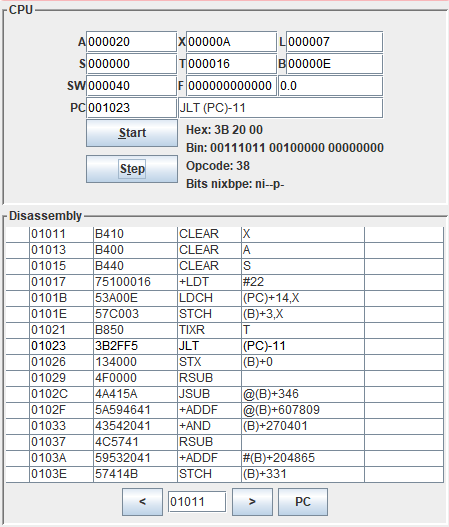 CPU
A 000020 X 00000A L 000007
S 000000 T 000016 B 00000E
SW 000040 F 000000000000 0.0
PC 001023 JLT (PC)-11
Start Hex: 3B 20 00
Bin: 00111011 00100000 00000000
Step Opcode: 38
Bits nixbpe: ni--p-
Disassembly
01011 B410 CLEAR X
01013 B400 CLEAR A
01015 B440 CLEAR S
01017 75100016 +LDT #22
0101B 53A00E LDCH (PC)+14,X
0101E 57C003 STCH (B)+3,X
01021 B850 TIXR T
01023 3B2FF5 JLT (PC)-11
01026 134000 STX (B)+0
01029 4F0000 RSUB
0102C 4A415A JSUB @(B)+346
0102F 5A594641 +ADDF @(B)+607809
01033 43542041 +AND (B)+270401
01037 4C5741 RSUB
0103A 59532041 +ADDF #(B)+204865
0103E 57414B STCH (B)+331
< 01011 > PC